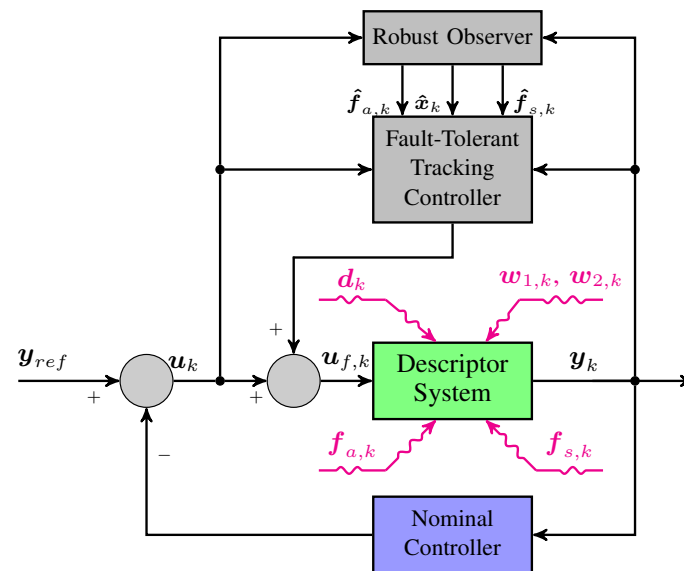 Robust Observer
f̂_{a,k} x̂_k f̂_{s,k}
Fault-Tolerant
Tracking
Controller
d_k
w_{1,k}, w_{2,k}
+
y_{ref}
u_k
u_{f,k}
Descriptor
System
y_k
+
+
f_{a,k}
f_{s,k}
−
Nominal
Controller